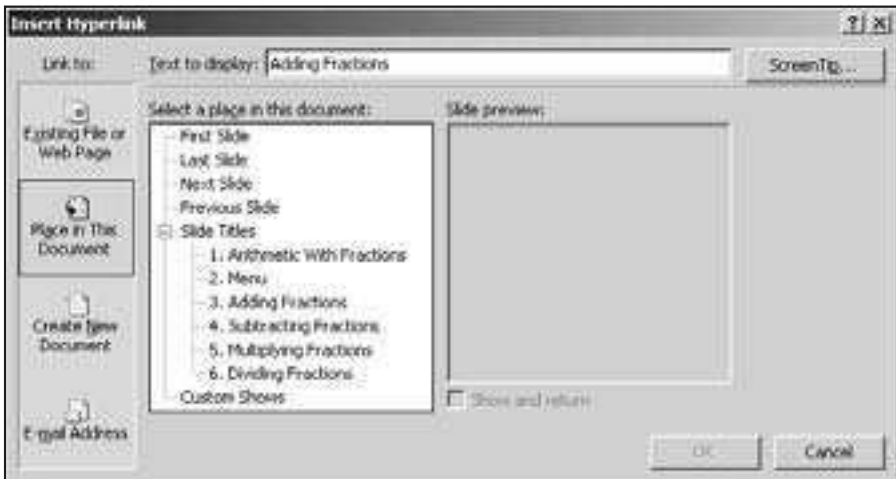 Insert Hyperlink
Link to:
Text to display: Adding Fractions
ScreenTip...
Existing File or
Web Page
Place in This
Document
Create New
Document
E-mail Address
Select a place in this document:
First Slide
Last Slide
Next Slide
Previous Slide
Slide Titles
1. Arithmetic With Fractions
2. Menu
3. Adding Fractions
4. Subtracting Fractions
5. Multiplying Fractions
6. Dividing Fractions
Custom Shows
Slide preview:
Show and return
OK
Cancel